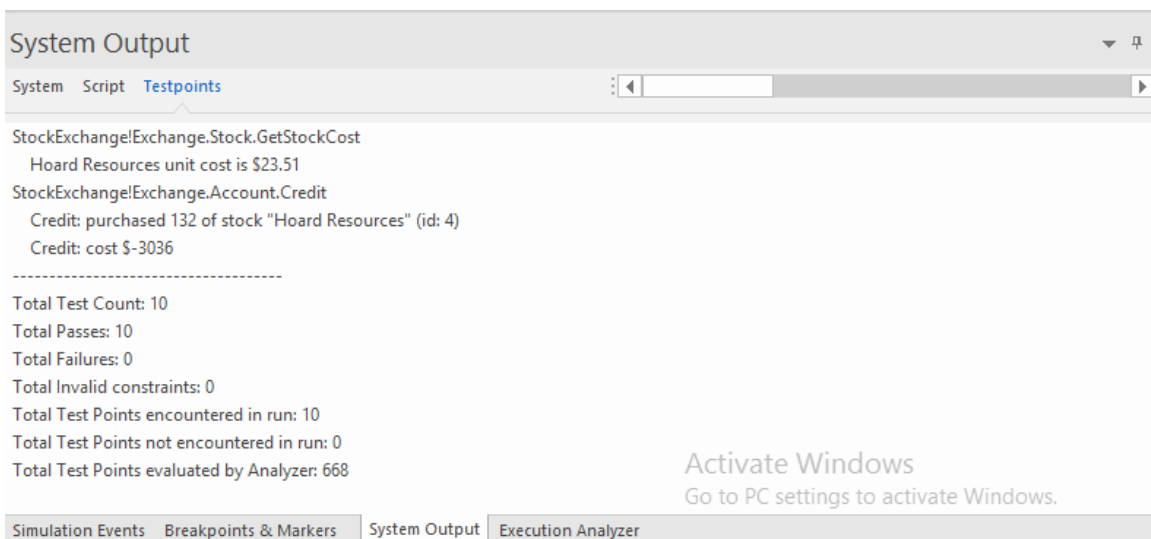 System Output
System Script Testpoints
StockExchange!Exchange.Stock.GetStockCost
Hoard Resources unit cost is $23.51
StockExchange!Exchange.Account.Credit
Credit: purchased 132 of stock "Hoard Resources" (id: 4)
Credit: cost $-3036
-------------------------------------
Total Test Count: 10
Total Passes: 10
Total Failures: 0
Total Invalid constraints: 0
Total Test Points encountered in run: 10
Total Test Points not encountered in run: 0
Total Test Points evaluated by Analyzer: 668
Activate Windows
Go to PC settings to activate Windows.
Simulation Events Breakpoints & Markers System Output Execution Analyzer